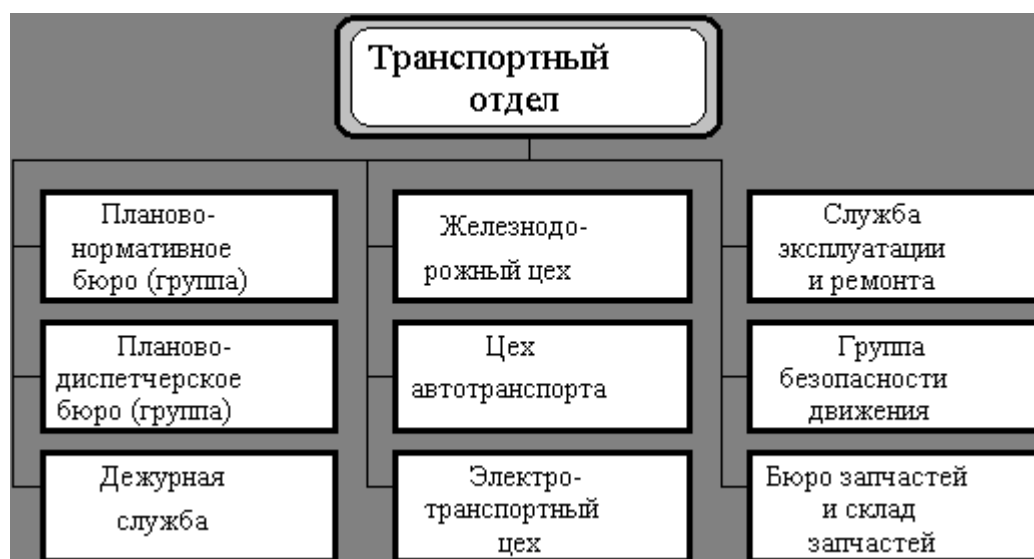 Транспортный
отдел
Планово-
нормативное
бюро (группа)
Железнодо-
рожный цех
Служба
эксплуатации
и ремонта
Планово-
диспетчерское
бюро (группа)
Цех
автотранспорта
Группа
безопасности
движения
Дежурная
служба
Электро-
транспортный
цех
Бюро запчастей
и склад
запчастей